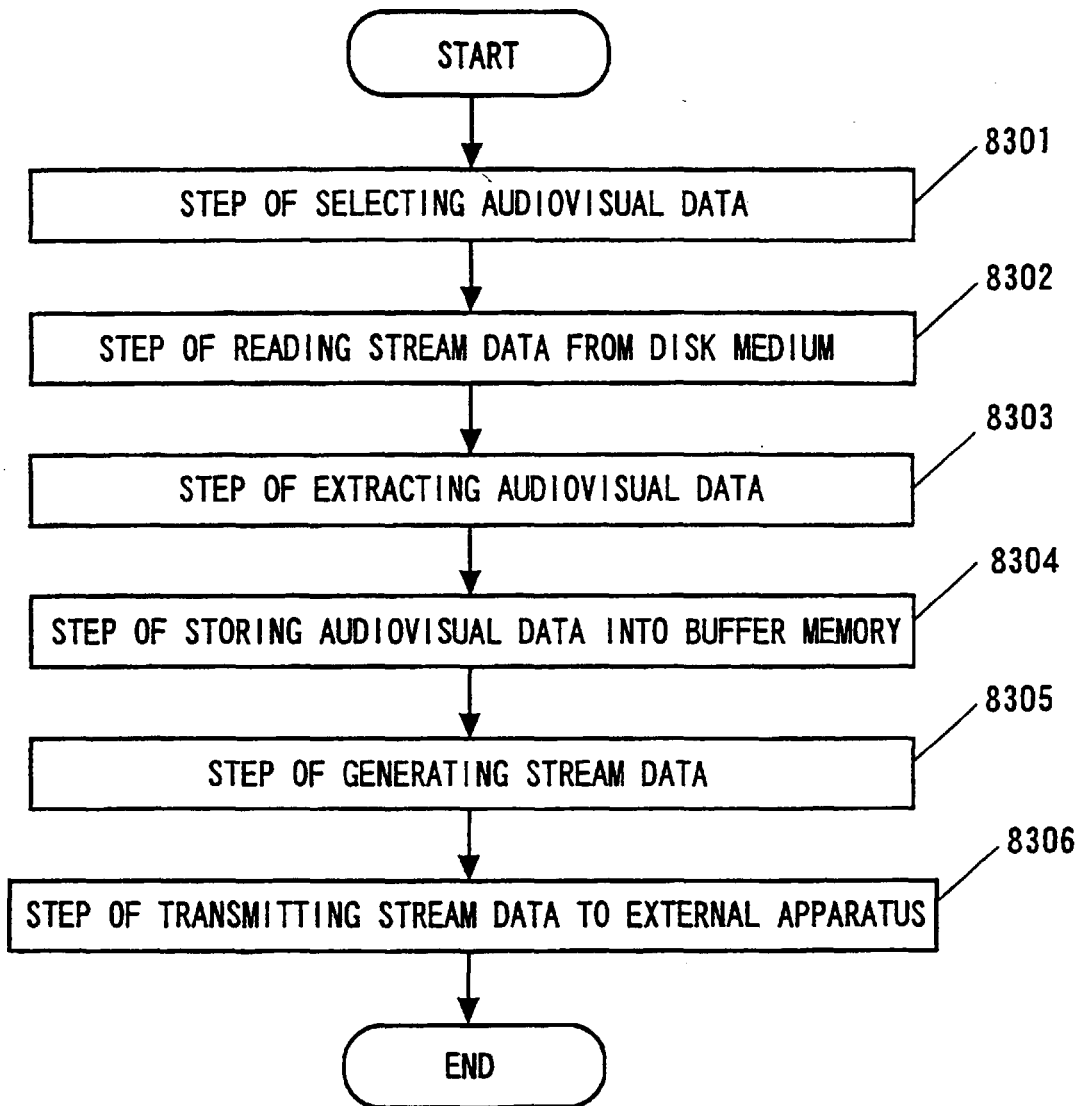 START
8301
STEP OF SELECTING AUDIOVISUAL DATA
8302
STEP OF READING STREAM DATA FROM DISK MEDIUM
8303
STEP OF EXTRACTING AUDIOVISUAL DATA
8304
STEP OF STORING AUDIOVISUAL DATA INTO BUFFER MEMORY
8305
STEP OF GENERATING STREAM DATA
8306
STEP OF TRANSMITTING STREAM DATA TO EXTERNAL APPARATUS
END